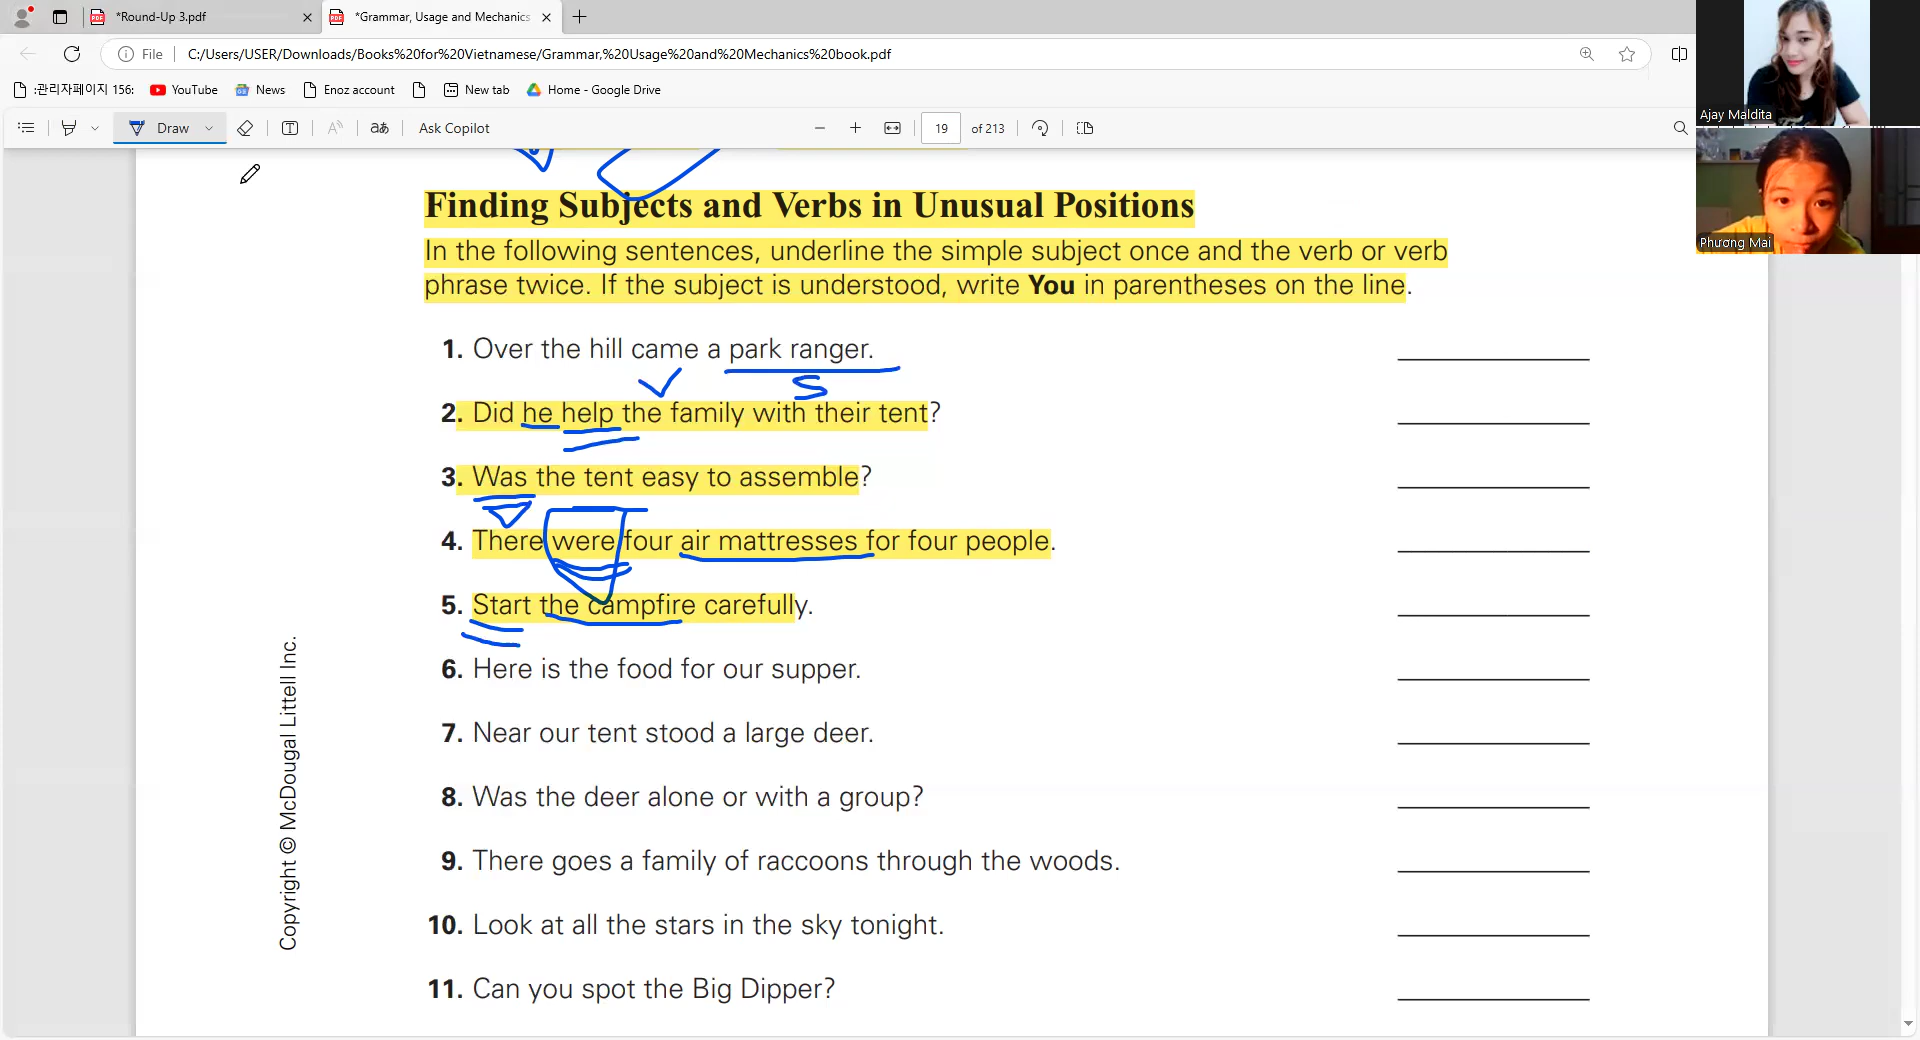 *Round-Up 3.pdf
*Grammar, Usage and Mechanics
File C:/Users/USER/Downloads/Books%20for%20Vietnamese/Grammar,%20Usage%20and%20Mechanics%20book.pdf
:관리자페이지 156: YouTube News Enoz account New tab Home - Google Drive
Draw Ask Copilot 19 of 213
Ajay Maldita
Phương Mai
Finding Subjects and Verbs in Unusual Positions
In the following sentences, underline the simple subject once and the verb or verb
phrase twice. If the subject is understood, write You in parentheses on the line.
1. Over the hill came a park ranger.
S
2. Did he help the family with their tent?
3. Was the tent easy to assemble?
4. There were four air mattresses for four people.
5. Start the campfire carefully.
6. Here is the food for our supper.
7. Near our tent stood a large deer.
8. Was the deer alone or with a group?
9. There goes a family of raccoons through the woods.
10. Look at all the stars in the sky tonight.
11. Can you spot the Big Dipper?
Copyright © McDougal Littell Inc.